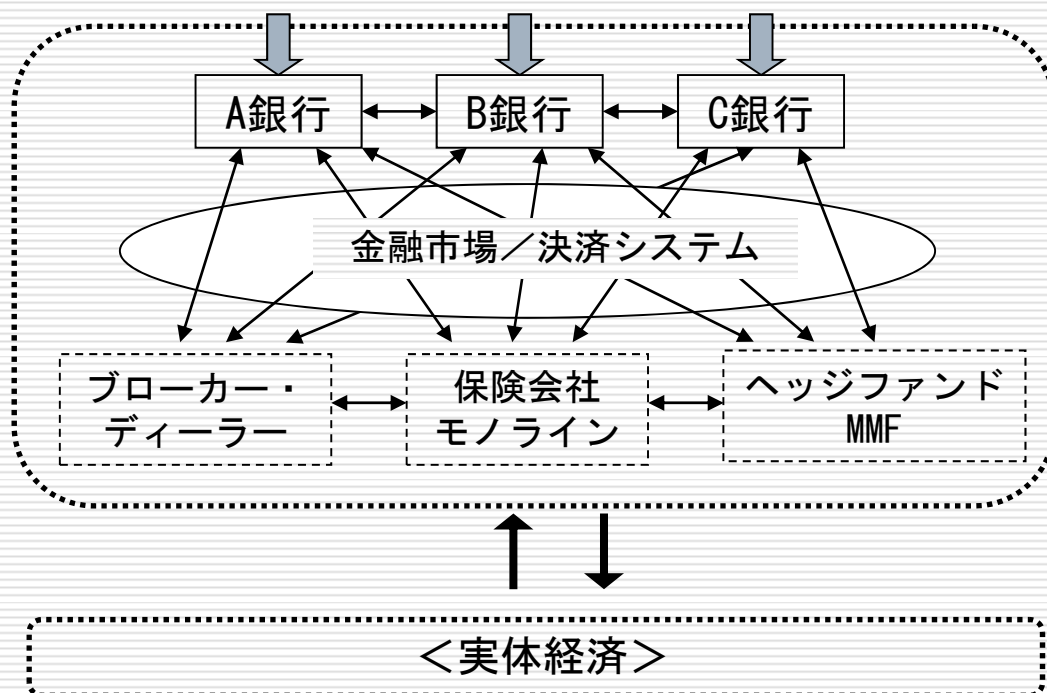 A銀行
B銀行
C銀行
金融市場／決済システム
ブローカー・
ディーラー
保険会社
モノライン
ヘッジファンド
MMF
＜実体経済＞